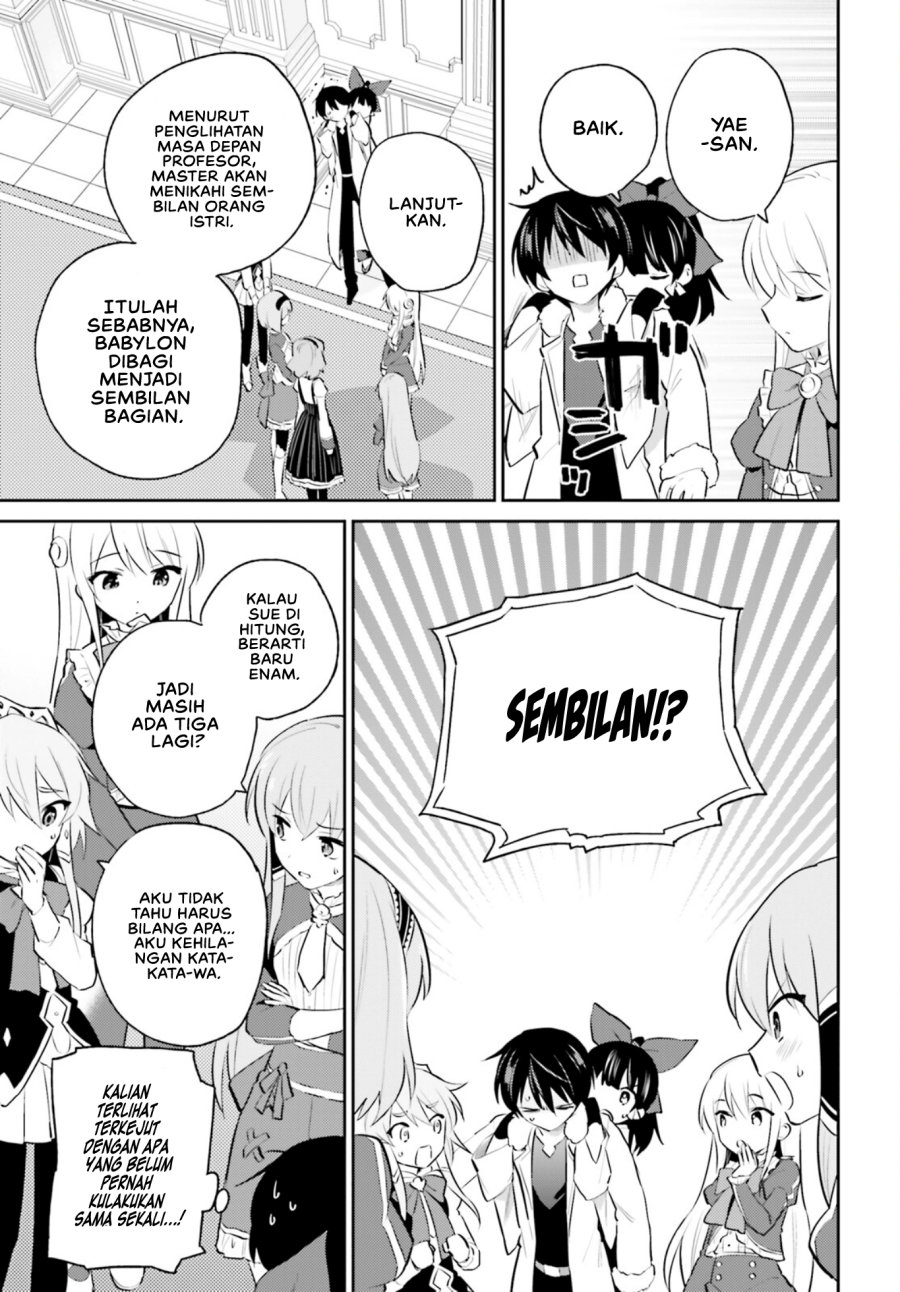 YAE
-SAN.
BAIK.
ガ
ッ
LANJUT-
KAN.
MENURUT
PENGLIHATAN
MASA DEPAN
PROFESOR,
MASTER AKAN
MENIKAHI SEM-
BILAN ORANG
ISTRI.
ITULAH
SEBABNYA,
BABYLON
DIBAGI
MENJADI
SEMBILAN
BAGIAN.
SEMBILAN!?
KALAU
SUE DI
HITUNG,
BERARTI
BARU
ENAM.
JADI
MASIH
ADA TIGA
LAGI?
AKU TIDAK
TAHU HARUS
BILANG APA...
AKU KEHILA-
NGAN KATA-
KATA-WA.
KALIAN
TERLIHAT
TERKEJUT
DENGAN APA
YANG BELUM
PERNAH
KULAKUKAN
SAMA SEKALI...!